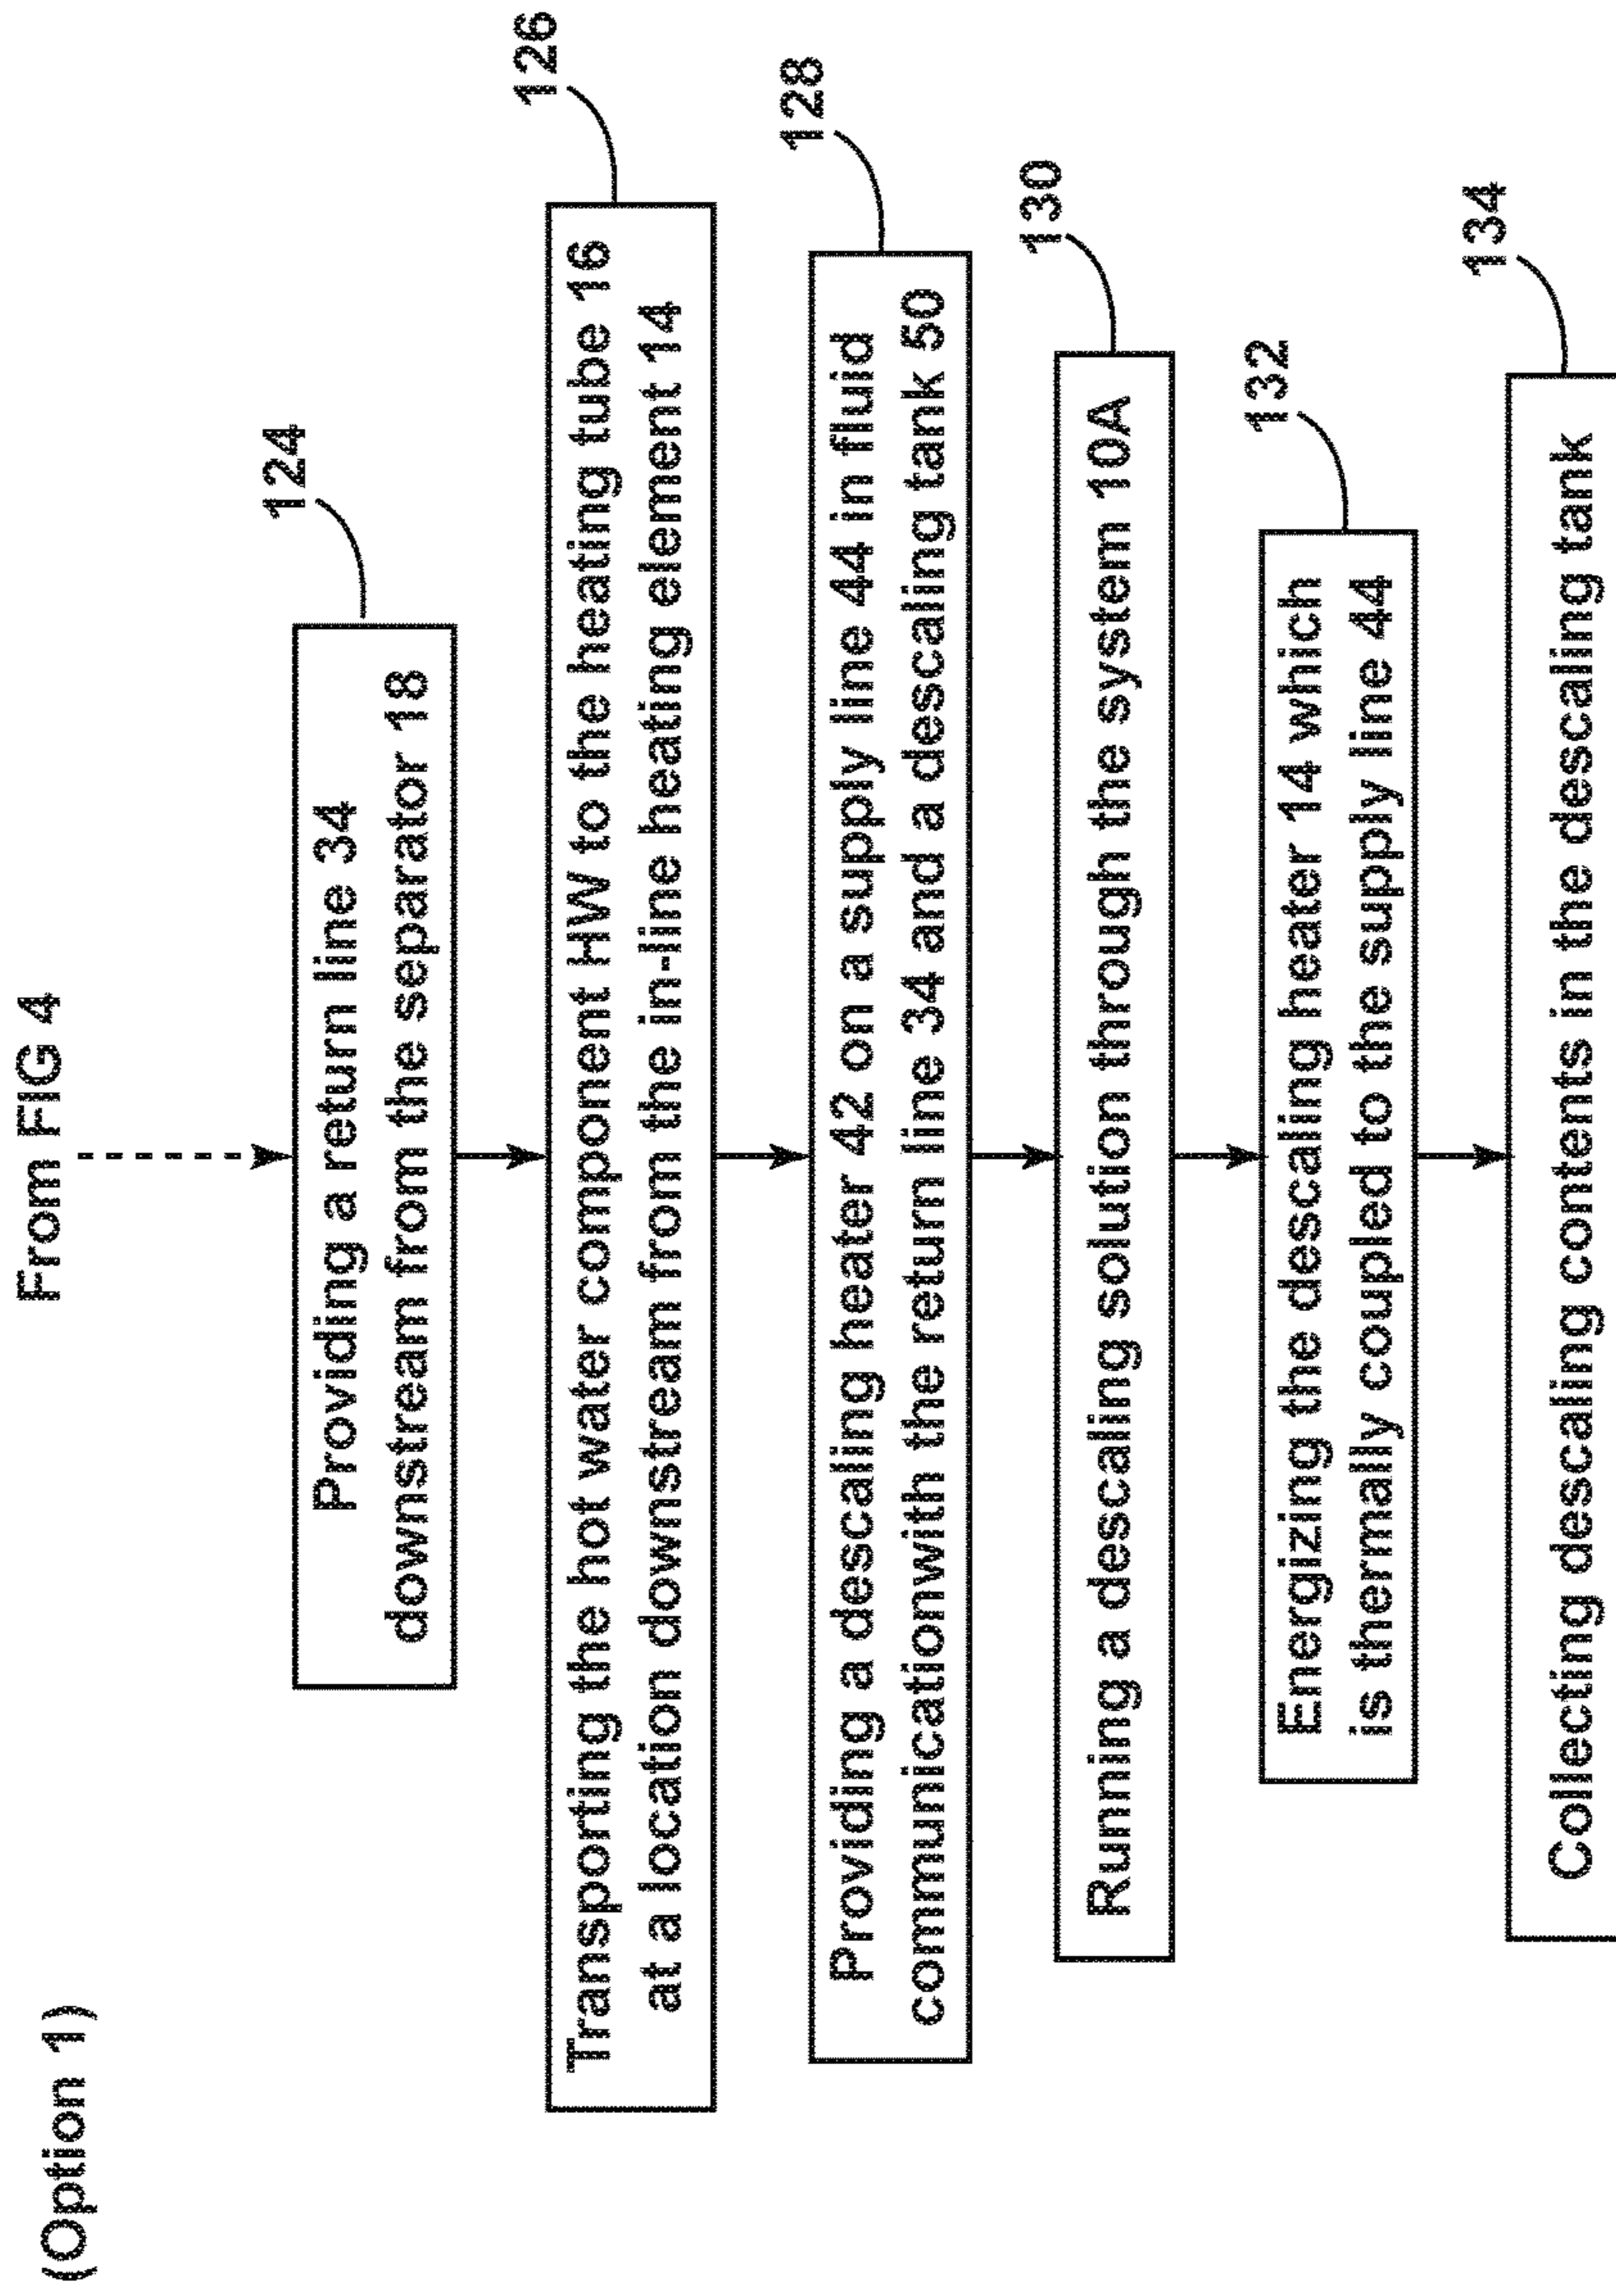 (Option 1)
From FIG 4
124
Providing a return line 34
downstream from the separator 18
126
Transporting the hot water component HW to the heating tube 16
at a location downstream from the in-line heating element 14
128
Providing a descaling heater 42 on a supply line 44 in fluid
communicationwith the return line 34 and a descaling tank 50
130
Running a descaling solution through the system 10A
132
Energizing the descaling heater 14 which
is thermally coupled to the supply line 44
134
Collecting descaling contents in the descaling tank